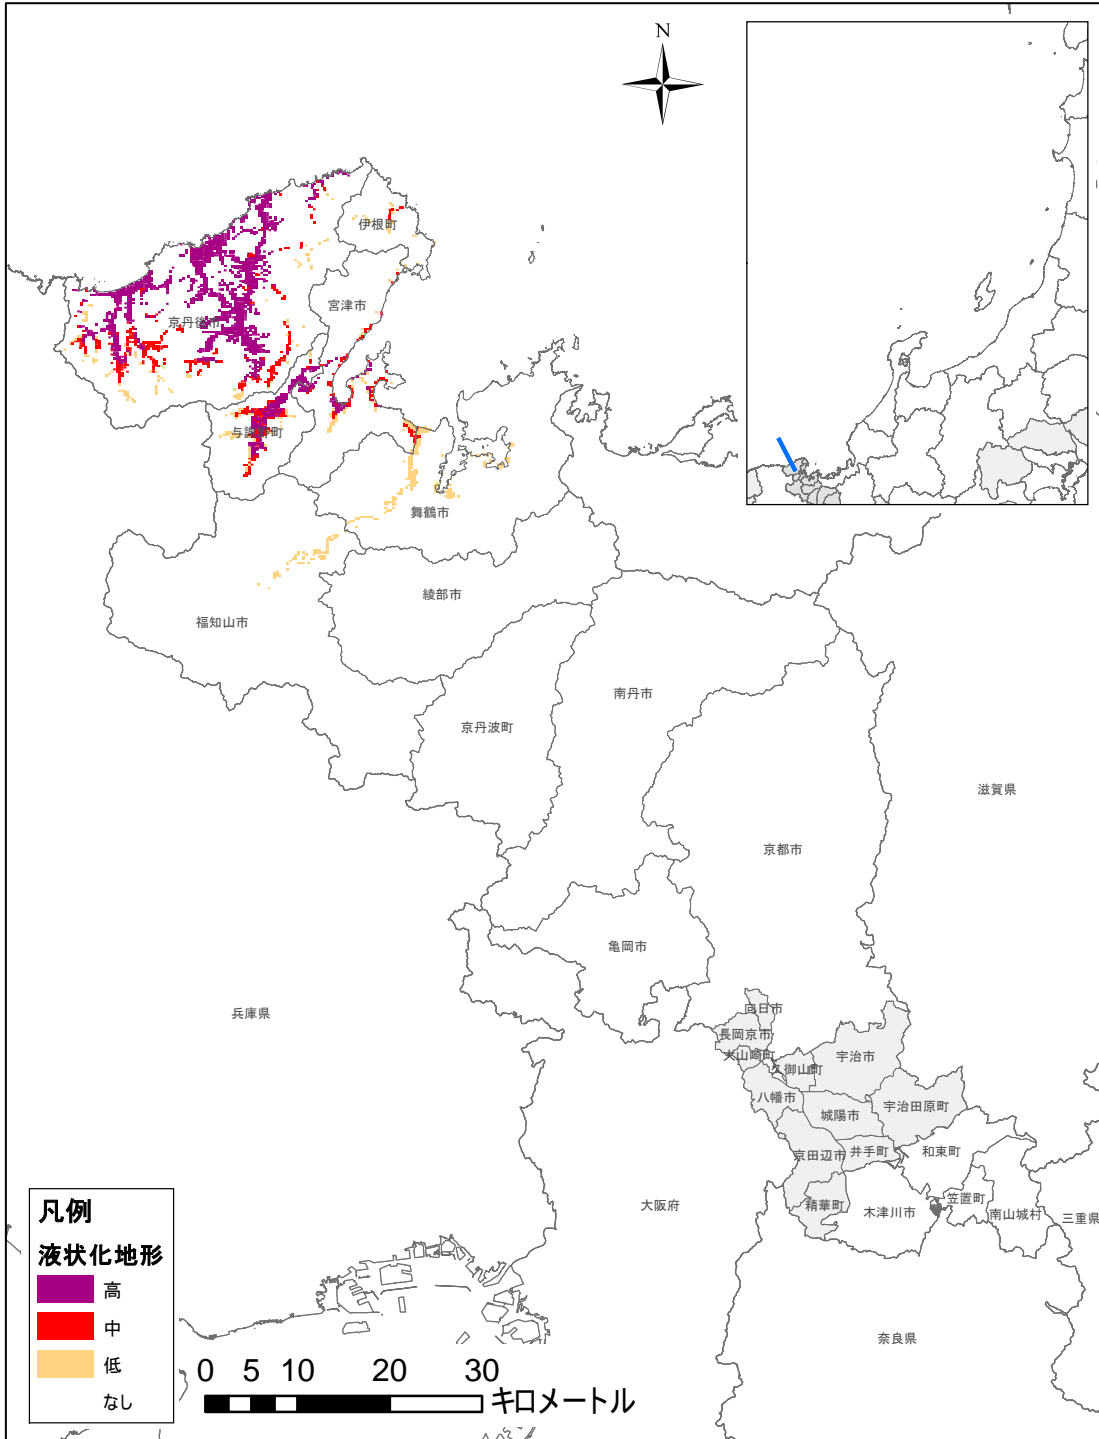 N
伊根町
宮津市
京丹後市
与謝野町
舞鶴市
綾部市
福知山市
南丹市
京丹波町
滋賀県
京都市
亀岡市
兵庫県
向日市
長岡京市
大山崎町
宇治市
久御山町
八幡市
宇治田原町
城陽市
井手町
和束町
京田辺市
笠置町
精華町
木津川市
南山城村
三重県
大阪府
奈良県
凡例
液状化地形
高
中
低
なし
0 5 10 20 30
キロメートル